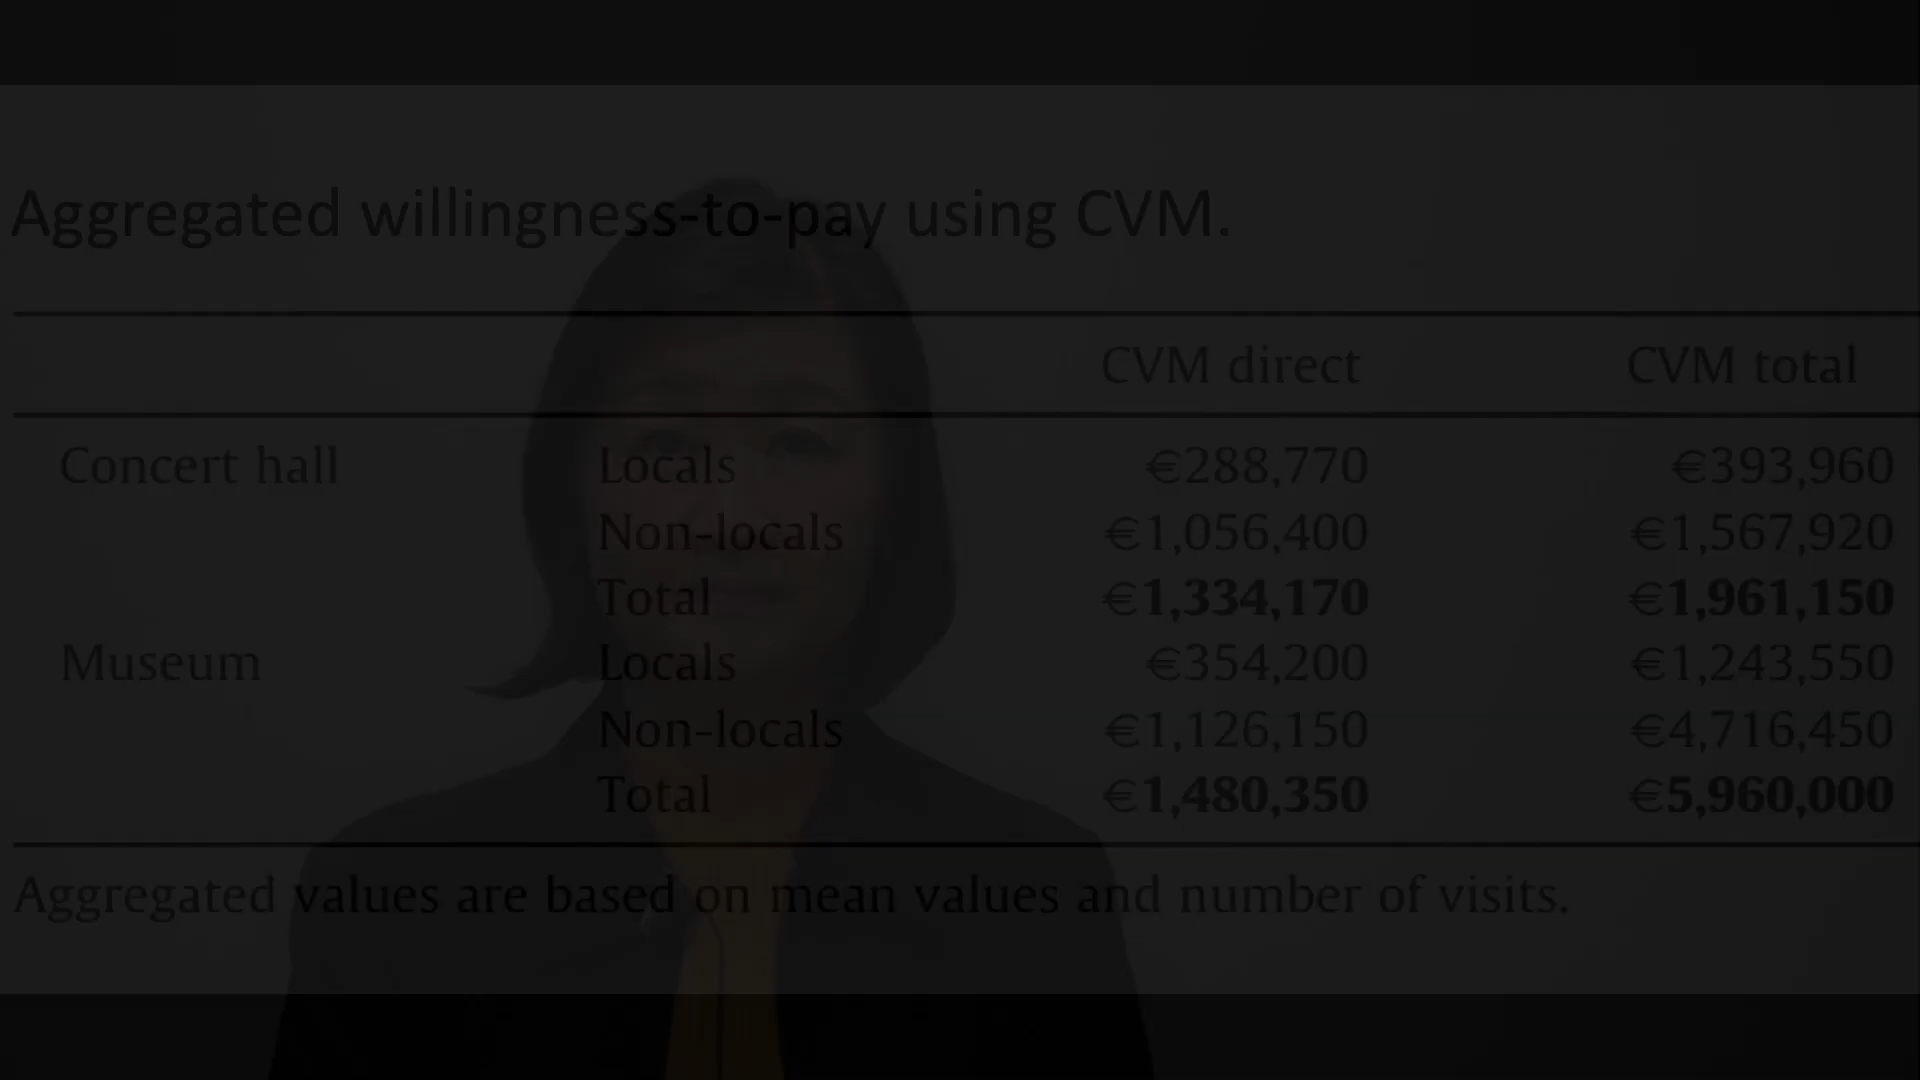 Aggregated willingness-to-pay using CVM.
CVM direct CVM total
Concert hall Locals €288,770 €393,960
Non-locals €1,056,400 €1,567,920
Total €1,334,170 €1,961,150
Museum Locals €354,200 €1,243,550
Non-locals €1,126,150 €4,716,450
Total €1,480,350 €5,960,000
Aggregated values are based on mean values and number of visits.